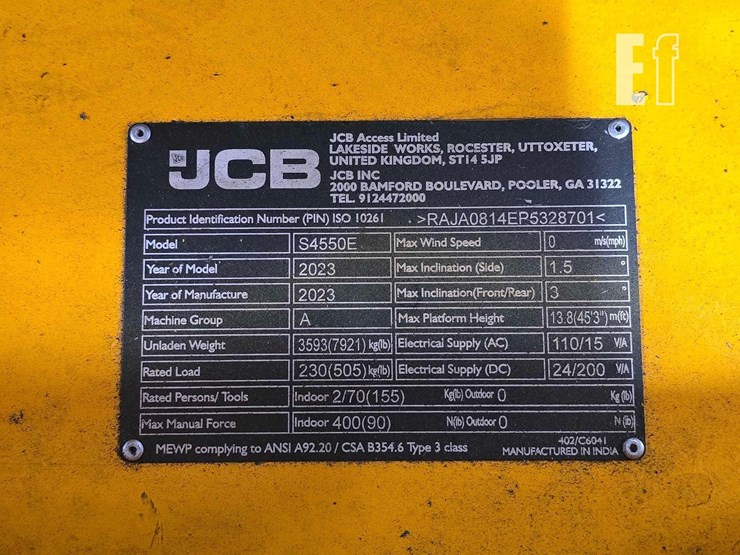 Ef
JCB
JCB Access Limited
LAKESIDE WORKS, ROCESTER, UTTOXETER,
UNITED KINGDOM, ST14 5JP
JCB INC
2000 BAMFORD BOULEVARD, POOLER, GA 31322
TEL. 9124472000
Product Identification Number (PIN) ISO 10261 >RAJA0814EP5328701<
Model S4550E Max Wind Speed 0 m/s(mph)
Year of Model 2023 Max Inclination (Side) 1.5 °
Year of Manufacture 2023 Max Inclination(Front/Rear) 3 °
Machine Group A Max Platform Height 13.8(45'3") m(ft)
Unladen Weight 3593(7921) kg(lb) Electrical Supply (AC) 110/15 V/A
Rated Load 230(505) kg(lb) Electrical Supply (DC) 24/200 V/A
Rated Persons/ Tools Indoor 2/70(155) Kg(lb) Outdoor 0 Kg (lb)
Max Manual Force Indoor 400(90) N(lb) Outdoor 0 N (lb)
MEWP complying to ANSI A92.20 / CSA B354.6 Type 3 class
402/C6041
MANUFACTURED IN INDIA